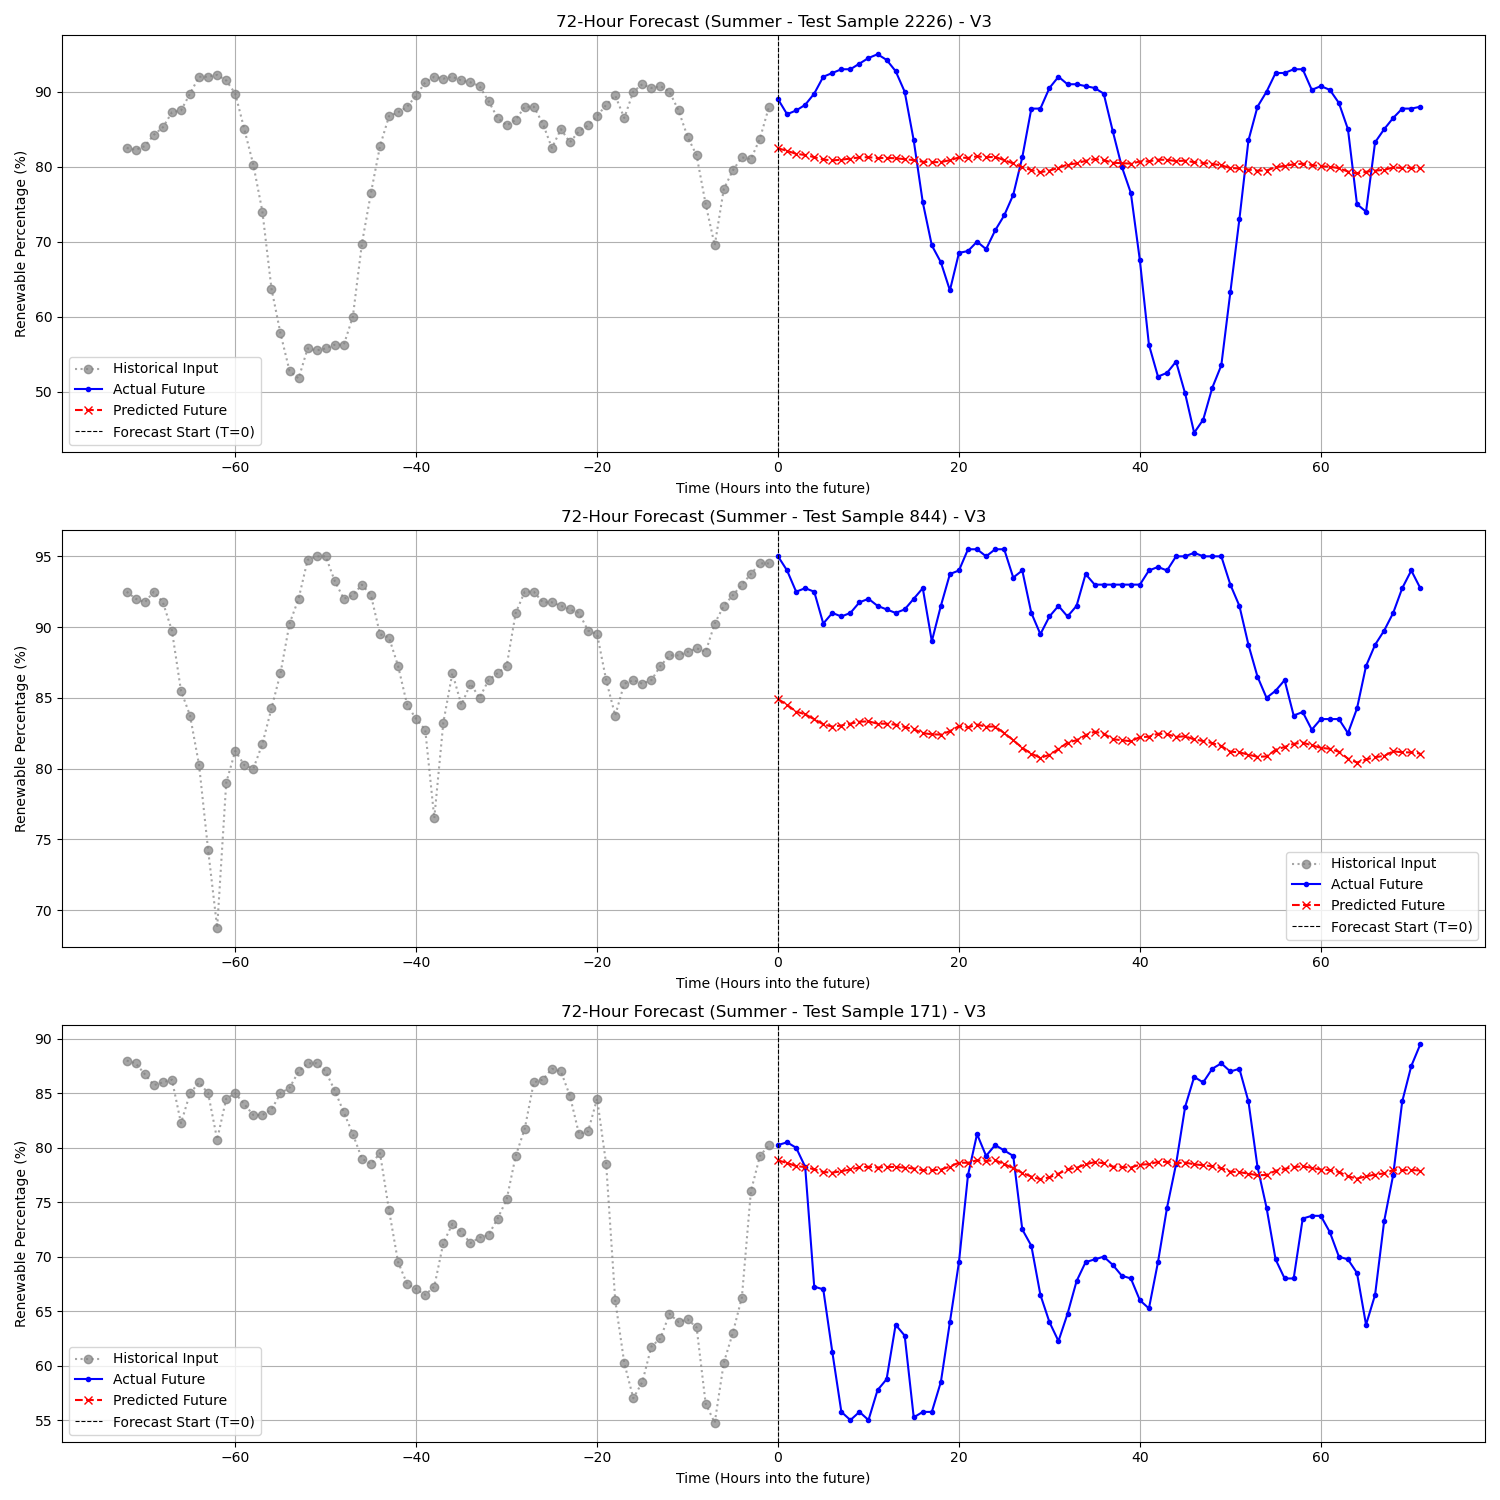 72-Hour Forecast (Summer - Test Sample 2226) - V3
Renewable Percentage (%)
90
80
70
60
50
Historical Input
Actual Future
Predicted Future
Forecast Start (T=0)
−60 −40 −20 0 20 40 60
Time (Hours into the future)
72-Hour Forecast (Summer - Test Sample 844) - V3
Renewable Percentage (%)
95
90
85
80
75
70
Historical Input
Actual Future
Predicted Future
Forecast Start (T=0)
−60 −40 −20 0 20 40 60
Time (Hours into the future)
72-Hour Forecast (Summer - Test Sample 171) - V3
Renewable Percentage (%)
90
85
80
75
70
65
60
55
Historical Input
Actual Future
Predicted Future
Forecast Start (T=0)
−60 −40 −20 0 20 40 60
Time (Hours into the future)